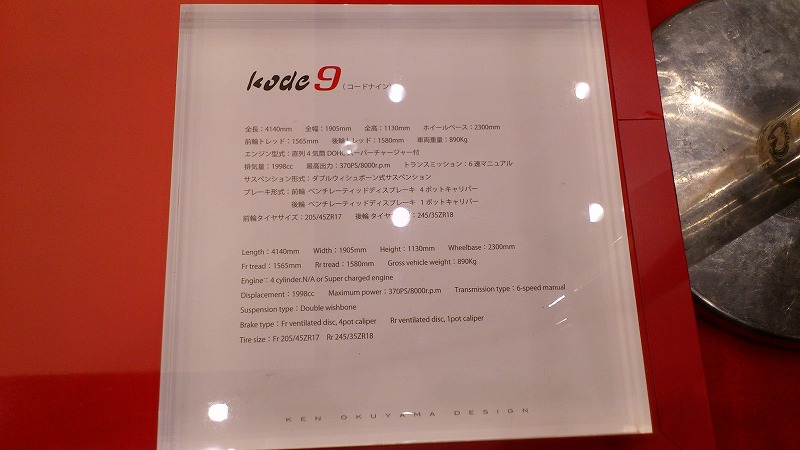 kode9（コードナイン）
全長：4140mm 全幅：1905mm 全高：1130mm ホイールベース：2300mm
前輪トレッド：1565mm 後輪トレッド：1580mm 車両重量：890Kg
エンジン型式：直列4気筒DOHC スーパーチャージャー付
排気量：1998cc 最高出力：370PS/8000r.p.m トランスミッション：6速マニュアル
サスペンション形式：ダブルウィシュボーン式サスペンション
ブレーキ形式：前輪 ベンチレーティッドディスブレーキ 4ポットキャリパー
後輪 ベンチレーティッドディスブレーキ 1ポットキャリパー
前輪タイヤサイズ：205/45ZR17 後輪タイヤサイズ：245/35ZR18
Length：4140mm Width：1905mm Height：1130mm Wheelbase：2300mm
Fr tread：1565mm Rr tread：1580mm Gross vehicle weight：890Kg
Engine：4 cylinder.N/A or Super charged engine
Displacement：1998cc Maximum power：370PS/8000r.p.m Transmission type：6-speed manual
Suspension type：Double wishbone
Brake type：Fr ventilated disc, 4pot caliper Rr ventilated disc, 1pot caliper
Tire size：Fr 205/45ZR17 Rr 245/35ZR18
KEN OKUYAMA DESIGN